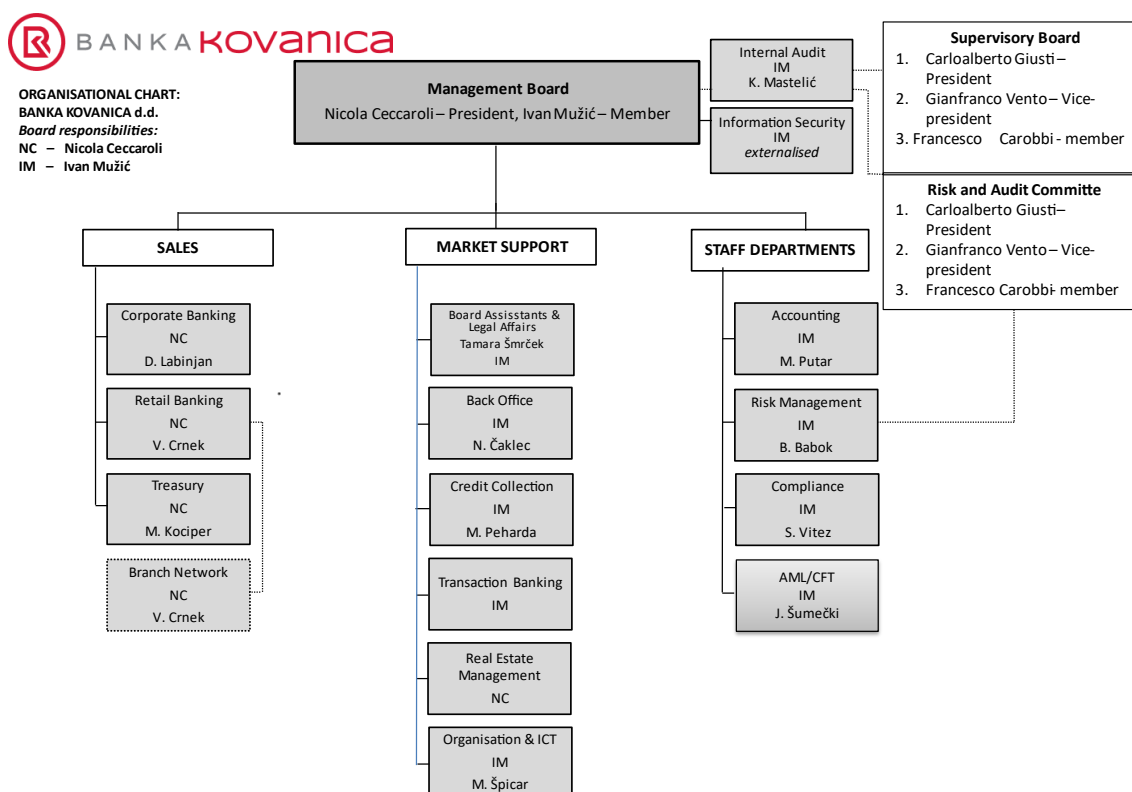 BANKA KOVANICA
ORGANISATIONAL CHART:
BANKA KOVANICA d.d.
Board responsibilities:
NC – Nicola Ceccaroli
IM – Ivan Mužić
Management Board
Nicola Ceccaroli – President, Ivan Mužić – Member
Internal Audit
IM
K. Mastelić
Information Security
IM
externalised
Supervisory Board
1. Carloalberto Giusti –
President
2. Gianfranco Vento – Vice-
president
3. Francesco Carobbi - member
Risk and Audit Committe
1. Carloalberto Giusti–
President
2. Gianfranco Vento – Vice-
president
3. Francesco Carobbi- member
SALES
Corporate Banking
NC
D. Labinjan
Retail Banking
NC
V. Crnek
Treasury
NC
M. Kociper
Branch Network
NC
V. Crnek
MARKET SUPPORT
Board Assisstants &
Legal Affairs
Tamara Šmrček
IM
Back Office
IM
N. Čaklec
Credit Collection
IM
M. Peharda
Transaction Banking
IM
Real Estate
Management
NC
Organisation & ICT
IM
M. Špicar
STAFF DEPARTMENTS
Accounting
IM
M. Putar
Risk Management
IM
B. Babok
Compliance
IM
S. Vitez
AML/CFT
IM
J. Šumečki